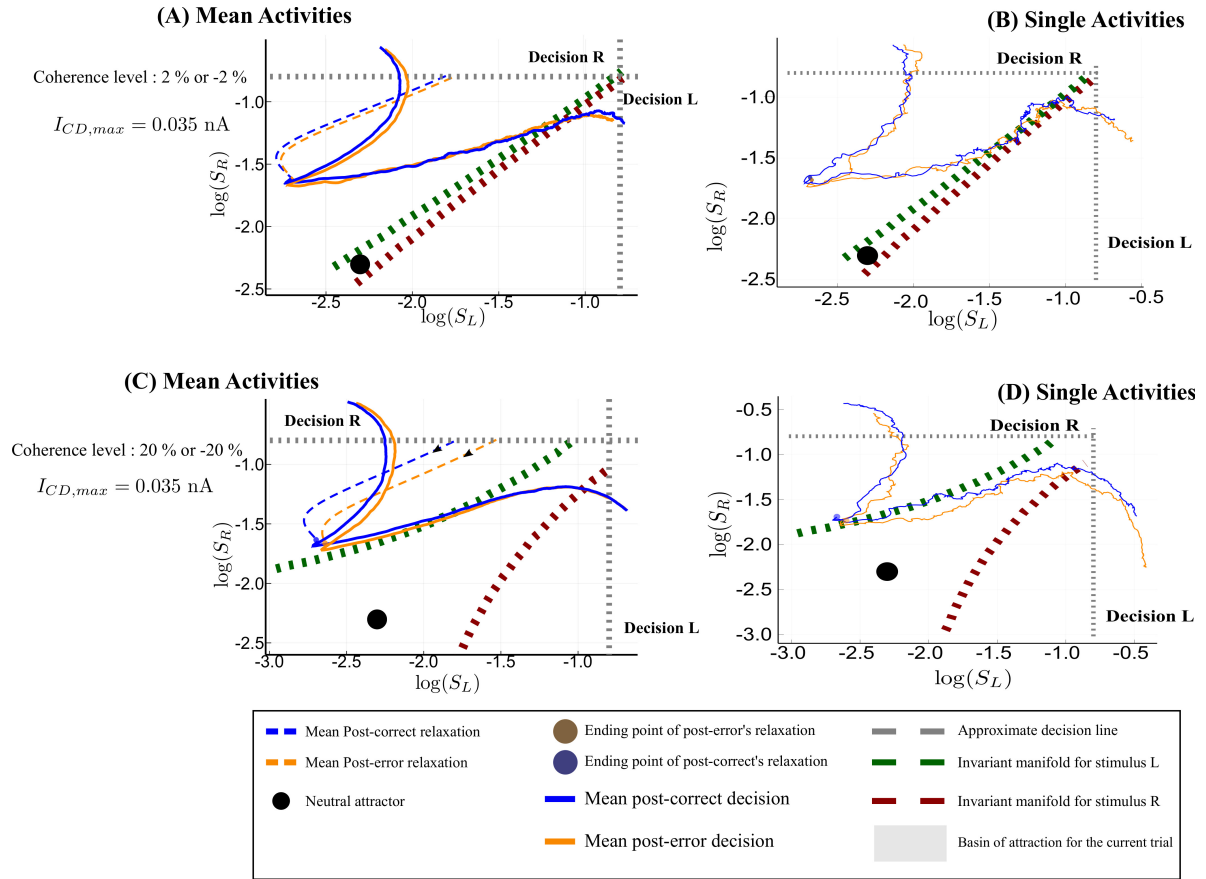 (A) Mean Activities
(B) Single Activities
Coherence level : 2 % or -2 %
I_{CD,max} = 0.035 nA
Decision R
Decision L
-1.0
-1.5
-2.0
-2.5
log(S_R)
-2.5
-2.0
-1.5
-1.0
log(S_L)
Decision R
Decision L
-1.0
-1.5
-2.0
-2.5
log(S_R)
-2.5
-2.0
-1.5
-1.0
-0.5
log(S_L)
(C) Mean Activities
(D) Single Activities
Coherence level : 20 % or -20 %
I_{CD,max} = 0.035 nA
Decision R
Decision L
-0.5
-1.0
-1.5
-2.0
-2.5
log(S_R)
-3.0
-2.5
-2.0
-1.5
-1.0
log(S_L)
Decision R
Decision L
-0.5
-1.0
-1.5
-2.0
-2.5
-3.0
log(S_R)
-3.0
-2.5
-2.0
-1.5
-1.0
-0.5
log(S_L)
Mean Post-correct relaxation
Mean Post-error relaxation
Neutral attractor
Ending point of post-error's relaxation
Ending point of post-correct's relaxation
Mean post-correct decision
Mean post-error decision
Approximate decision line
Invariant manifold for stimulus L
Invariant manifold for stimulus R
Basin of attraction for the current trial